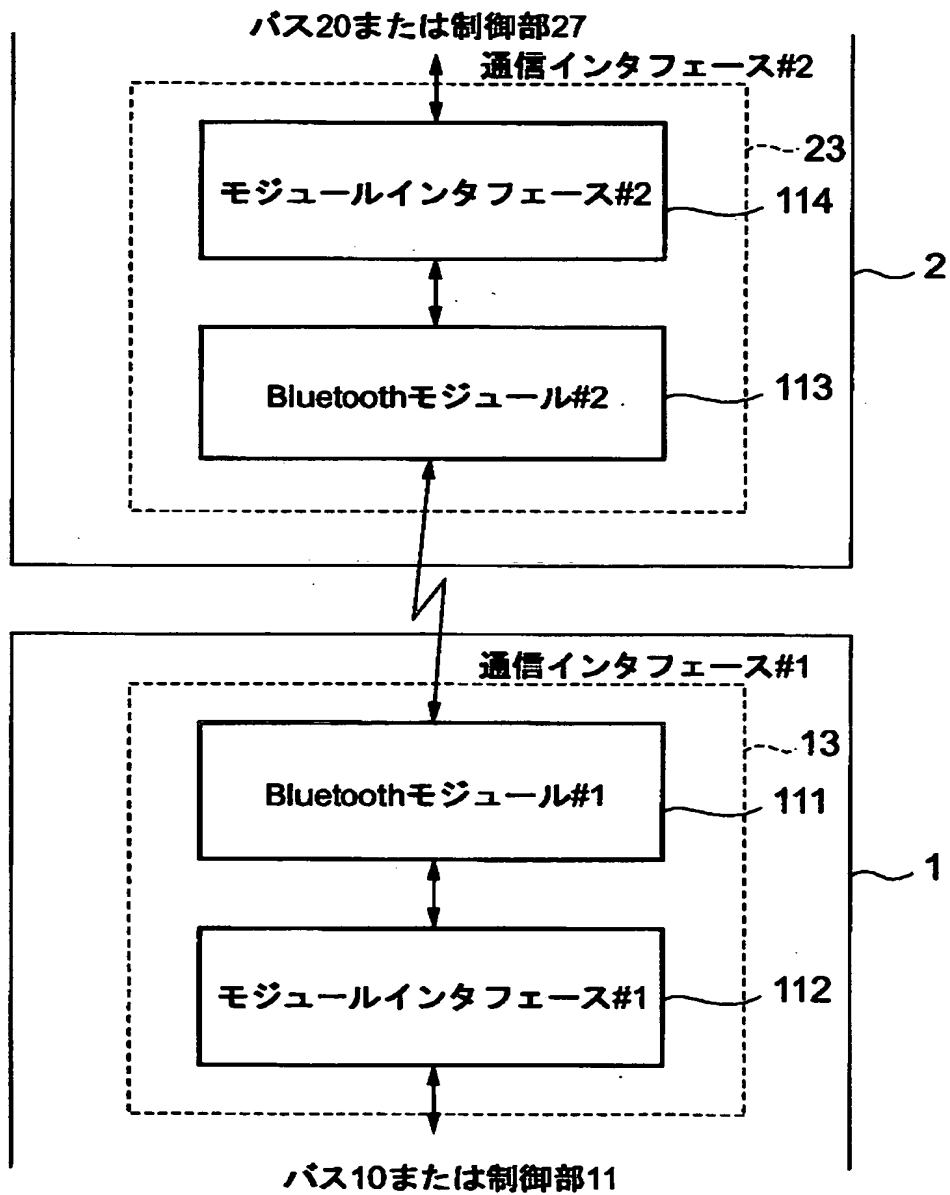 バス20または制御部27
通信インタフェース#2
23
モジュールインタフェース#2
114
2
Bluetoothモジュール#2
113
通信インタフェース#1
13
Bluetoothモジュール#1
111
1
モジュールインタフェース#1
112
バス10または制御部11